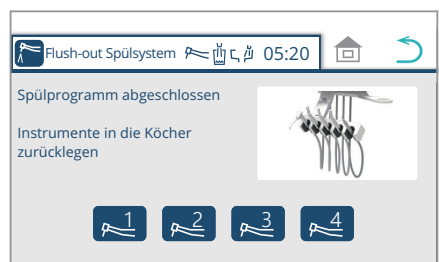 Flush-out Spülsystem 05:20
Spülprogramm abgeschlossen
Instrumente in die Köcher
zurücklegen
1 2 3 4